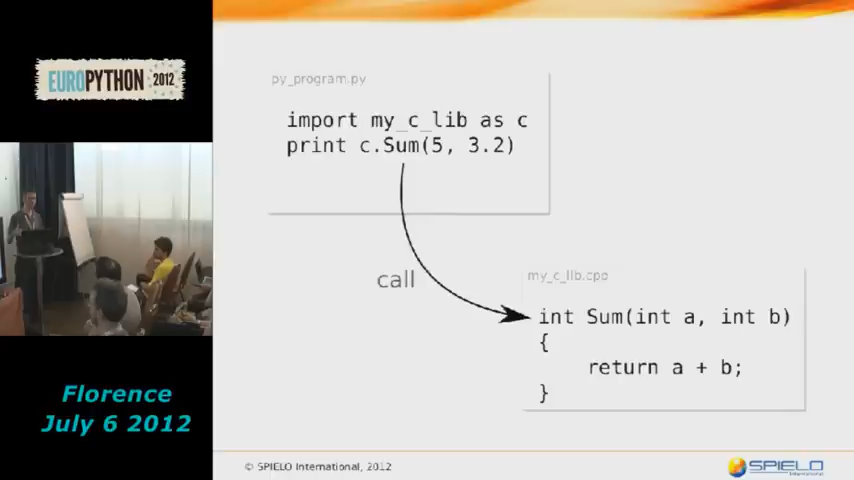 EUROPYTHON 2012
Florence
July 6 2012
py_program.py
import my_c_lib as c
print c.Sum(5, 3.2)
call
my_c_lib.cpp
int Sum(int a, int b)
{
return a + b;
}
© SPIELO International, 2012
SPIELO
International